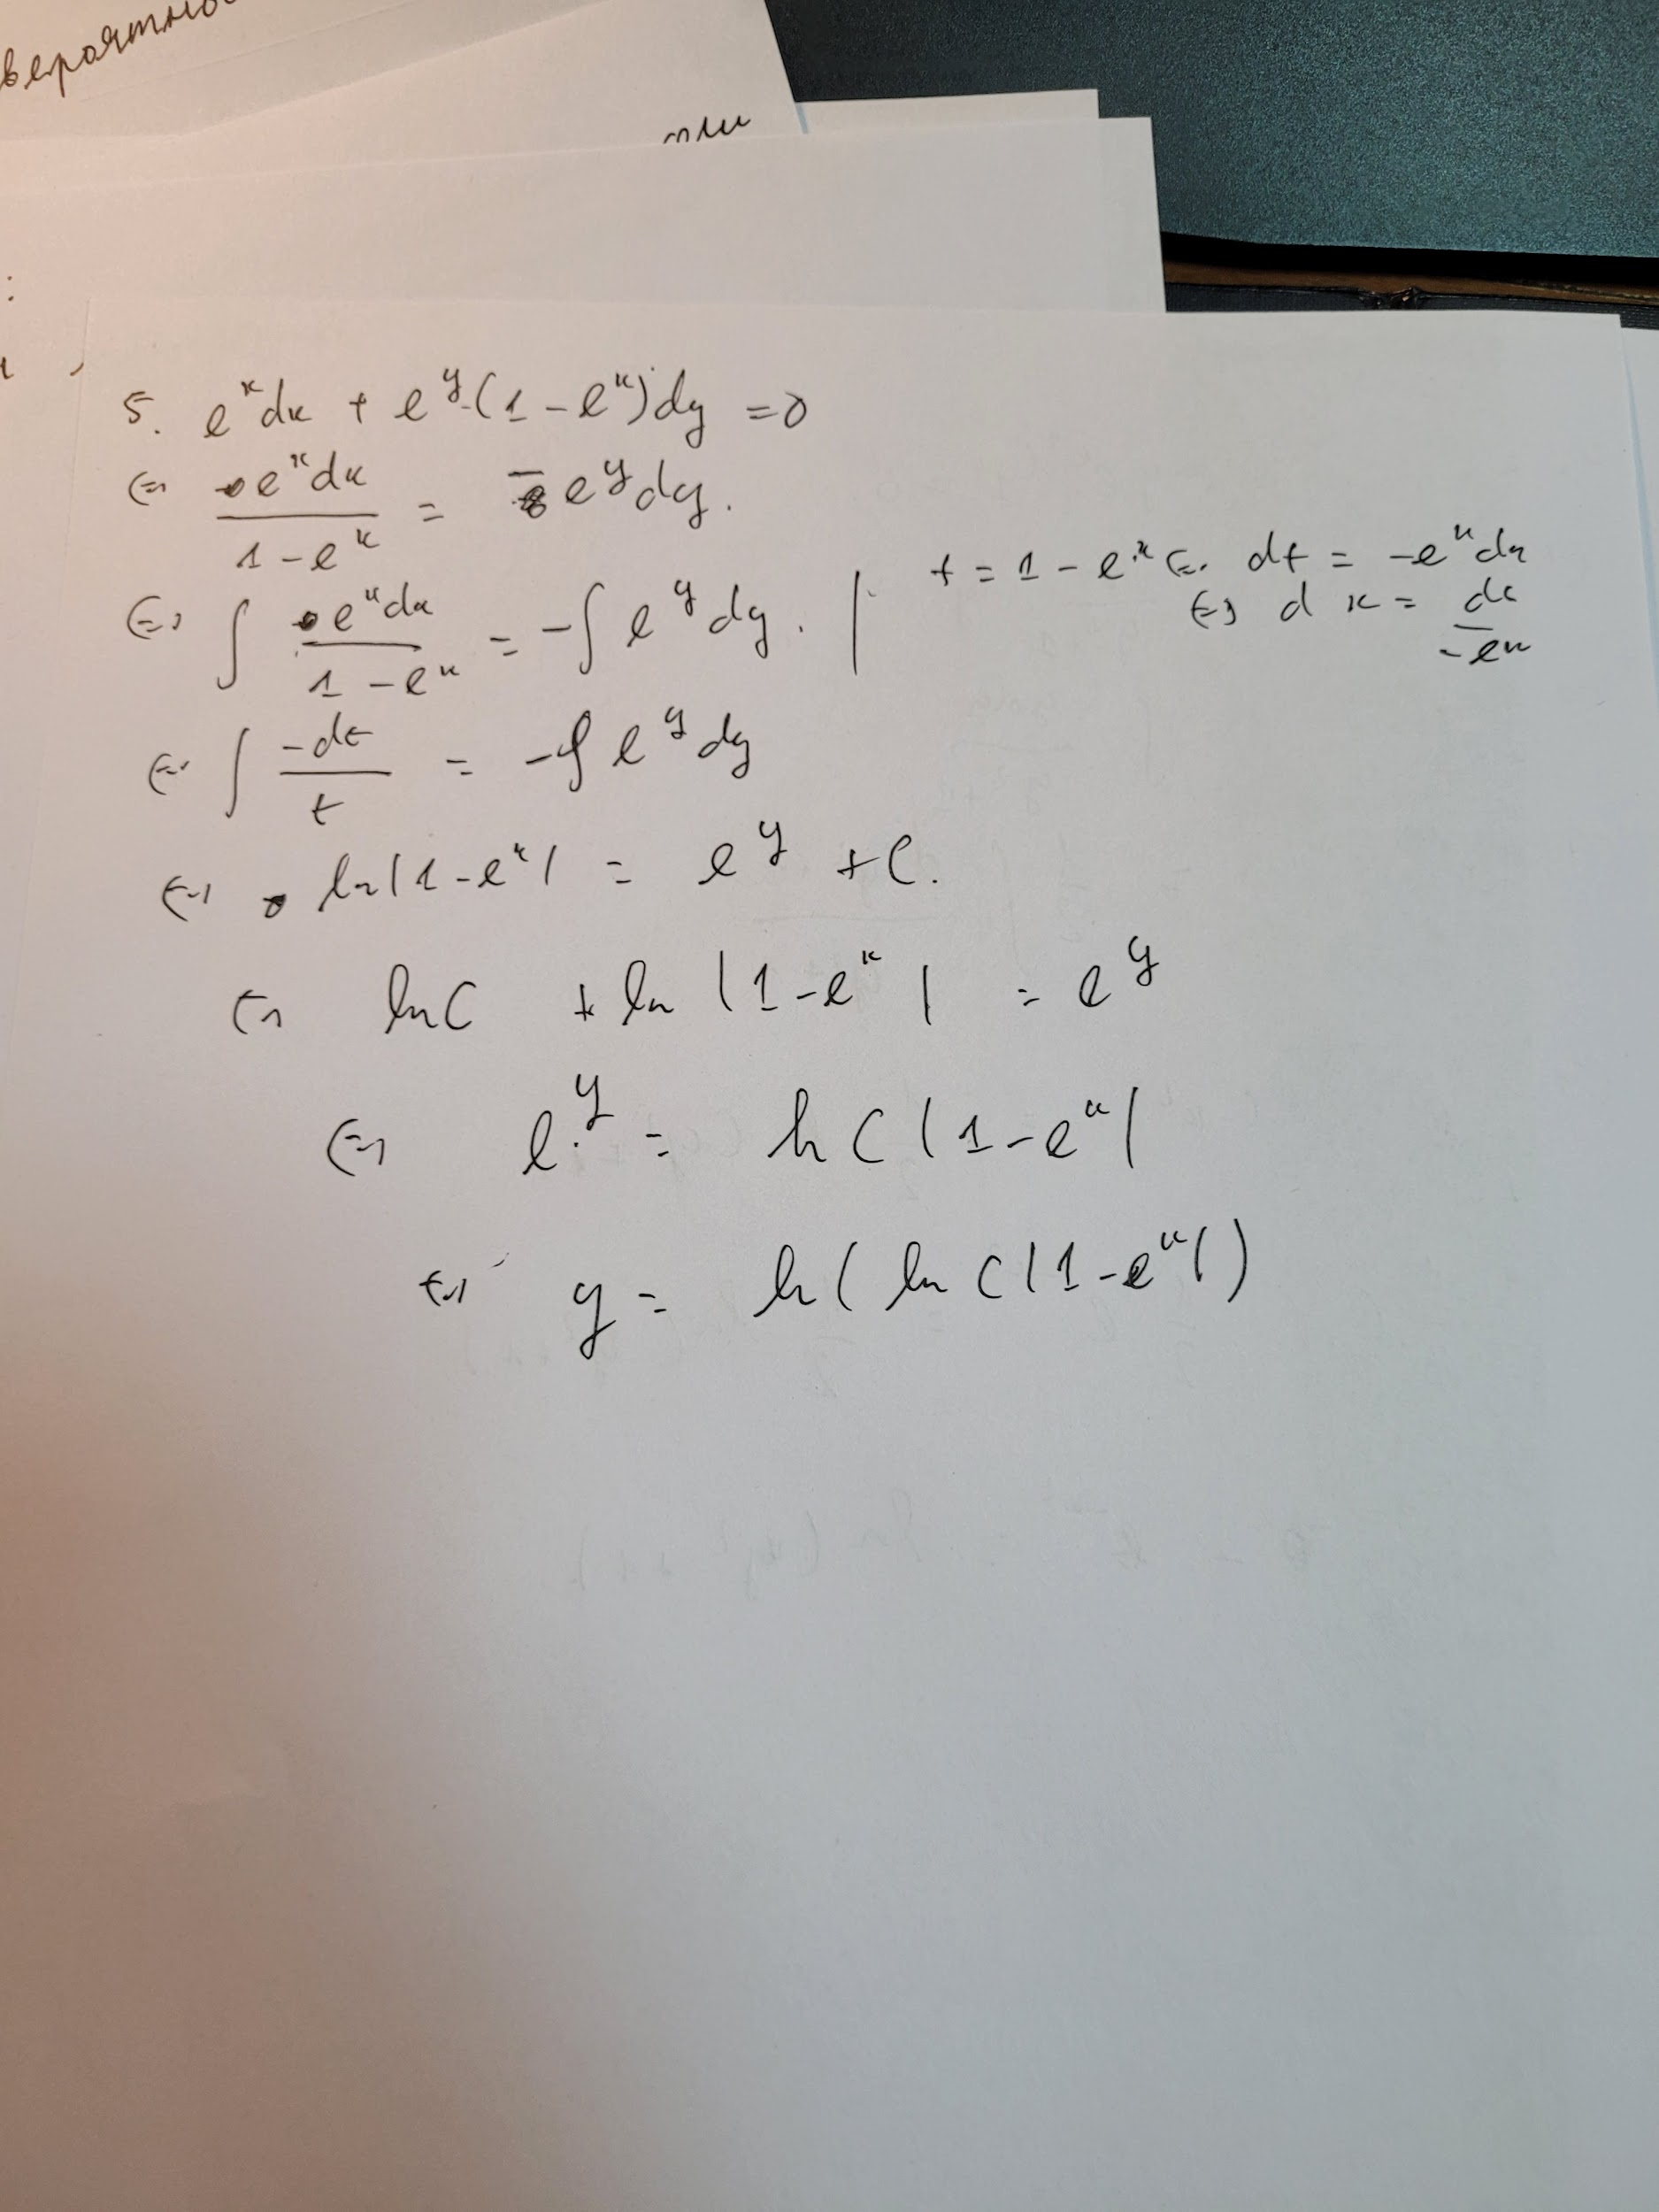 вероятно
или
5. e^x dx + e^y (1 - e^x) dy = 0
⇔ e^x dx / (1 - e^x) = - e^y dy.
⇔ ∫ e^x dx / (1 - e^x) = -∫ e^y dy. | t = 1 - e^x ⇔ dt = -e^x dx
⇔ dx = dt / -e^x
⇔ ∫ -dt / t = -∫ e^y dy
⇔ ln|1 - e^x| = e^y + C.
⇔ ln C + ln |1 - e^x| = e^y
⇔ e^y = ln C |1 - e^x|
⇔ y = ln( ln C |1 - e^x| )